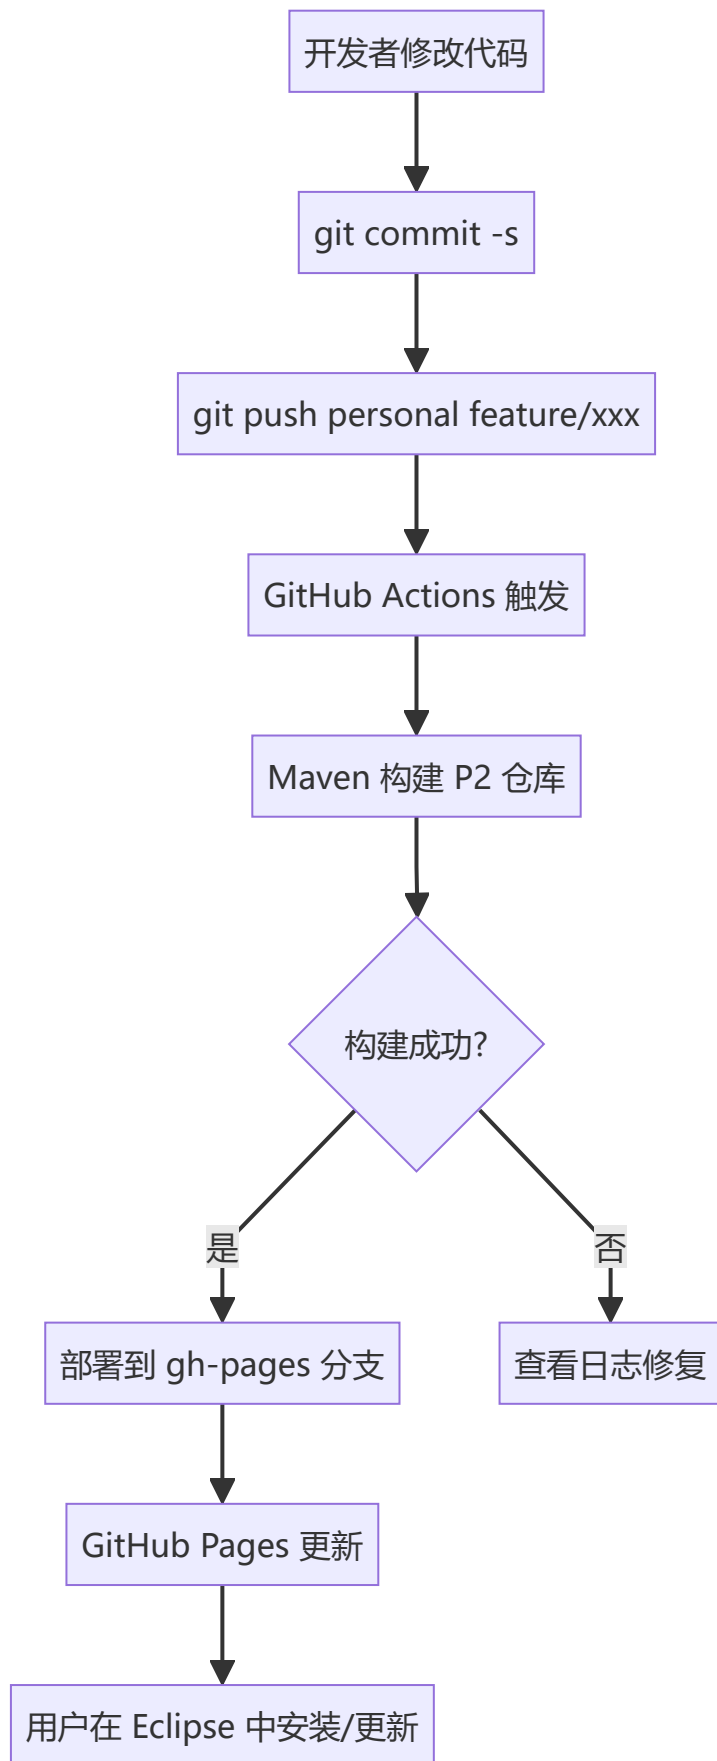 开发者修改代码
git commit -s
git push personal feature/xxx
GitHub Actions 触发
Maven 构建 P2 仓库
构建成功?
是
否
部署到 gh-pages 分支
查看日志修复
GitHub Pages 更新
用户在 Eclipse 中安装/更新